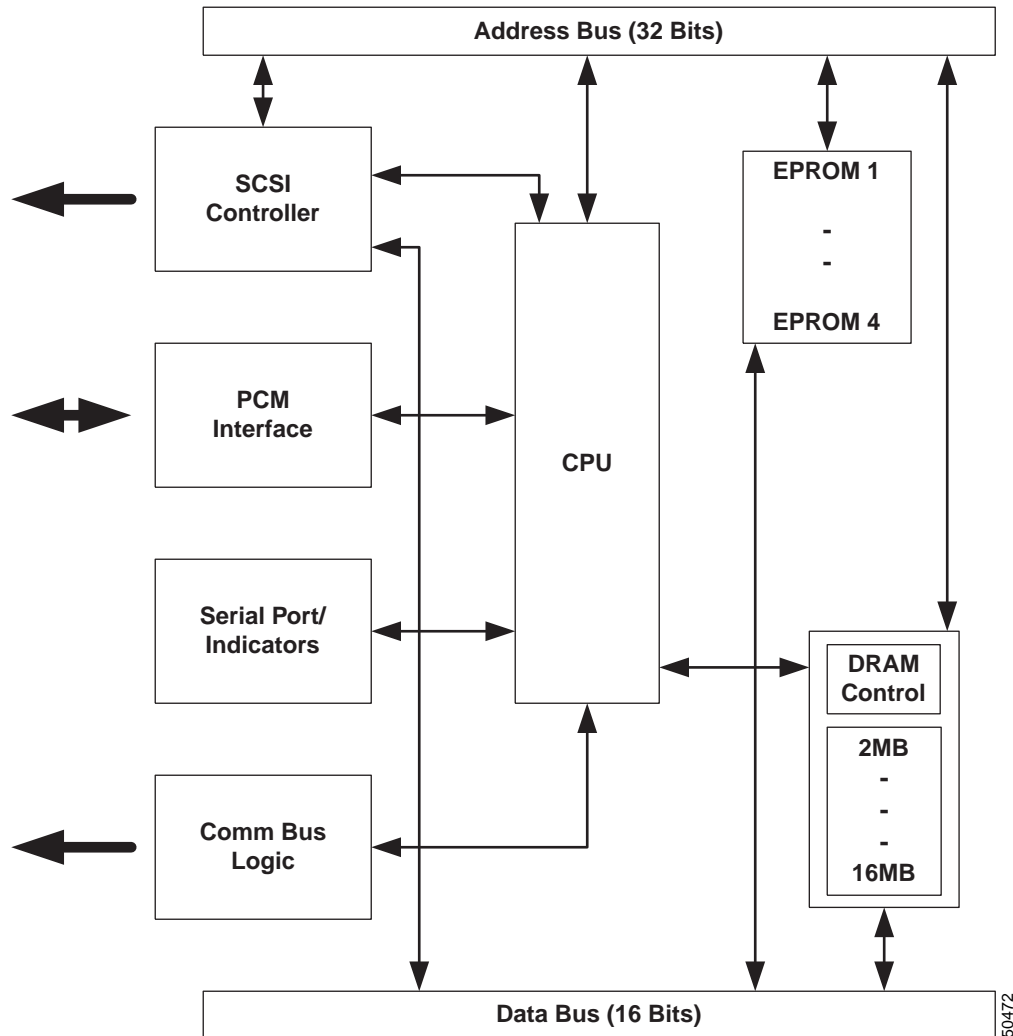 Address Bus (32 Bits)
SCSI
Controller
EPROM 1
-
-
EPROM 4
PCM
Interface
CPU
Serial Port/
Indicators
DRAM
Control
2MB
-
-
-
16MB
Comm Bus
Logic
Data Bus (16 Bits)
50472